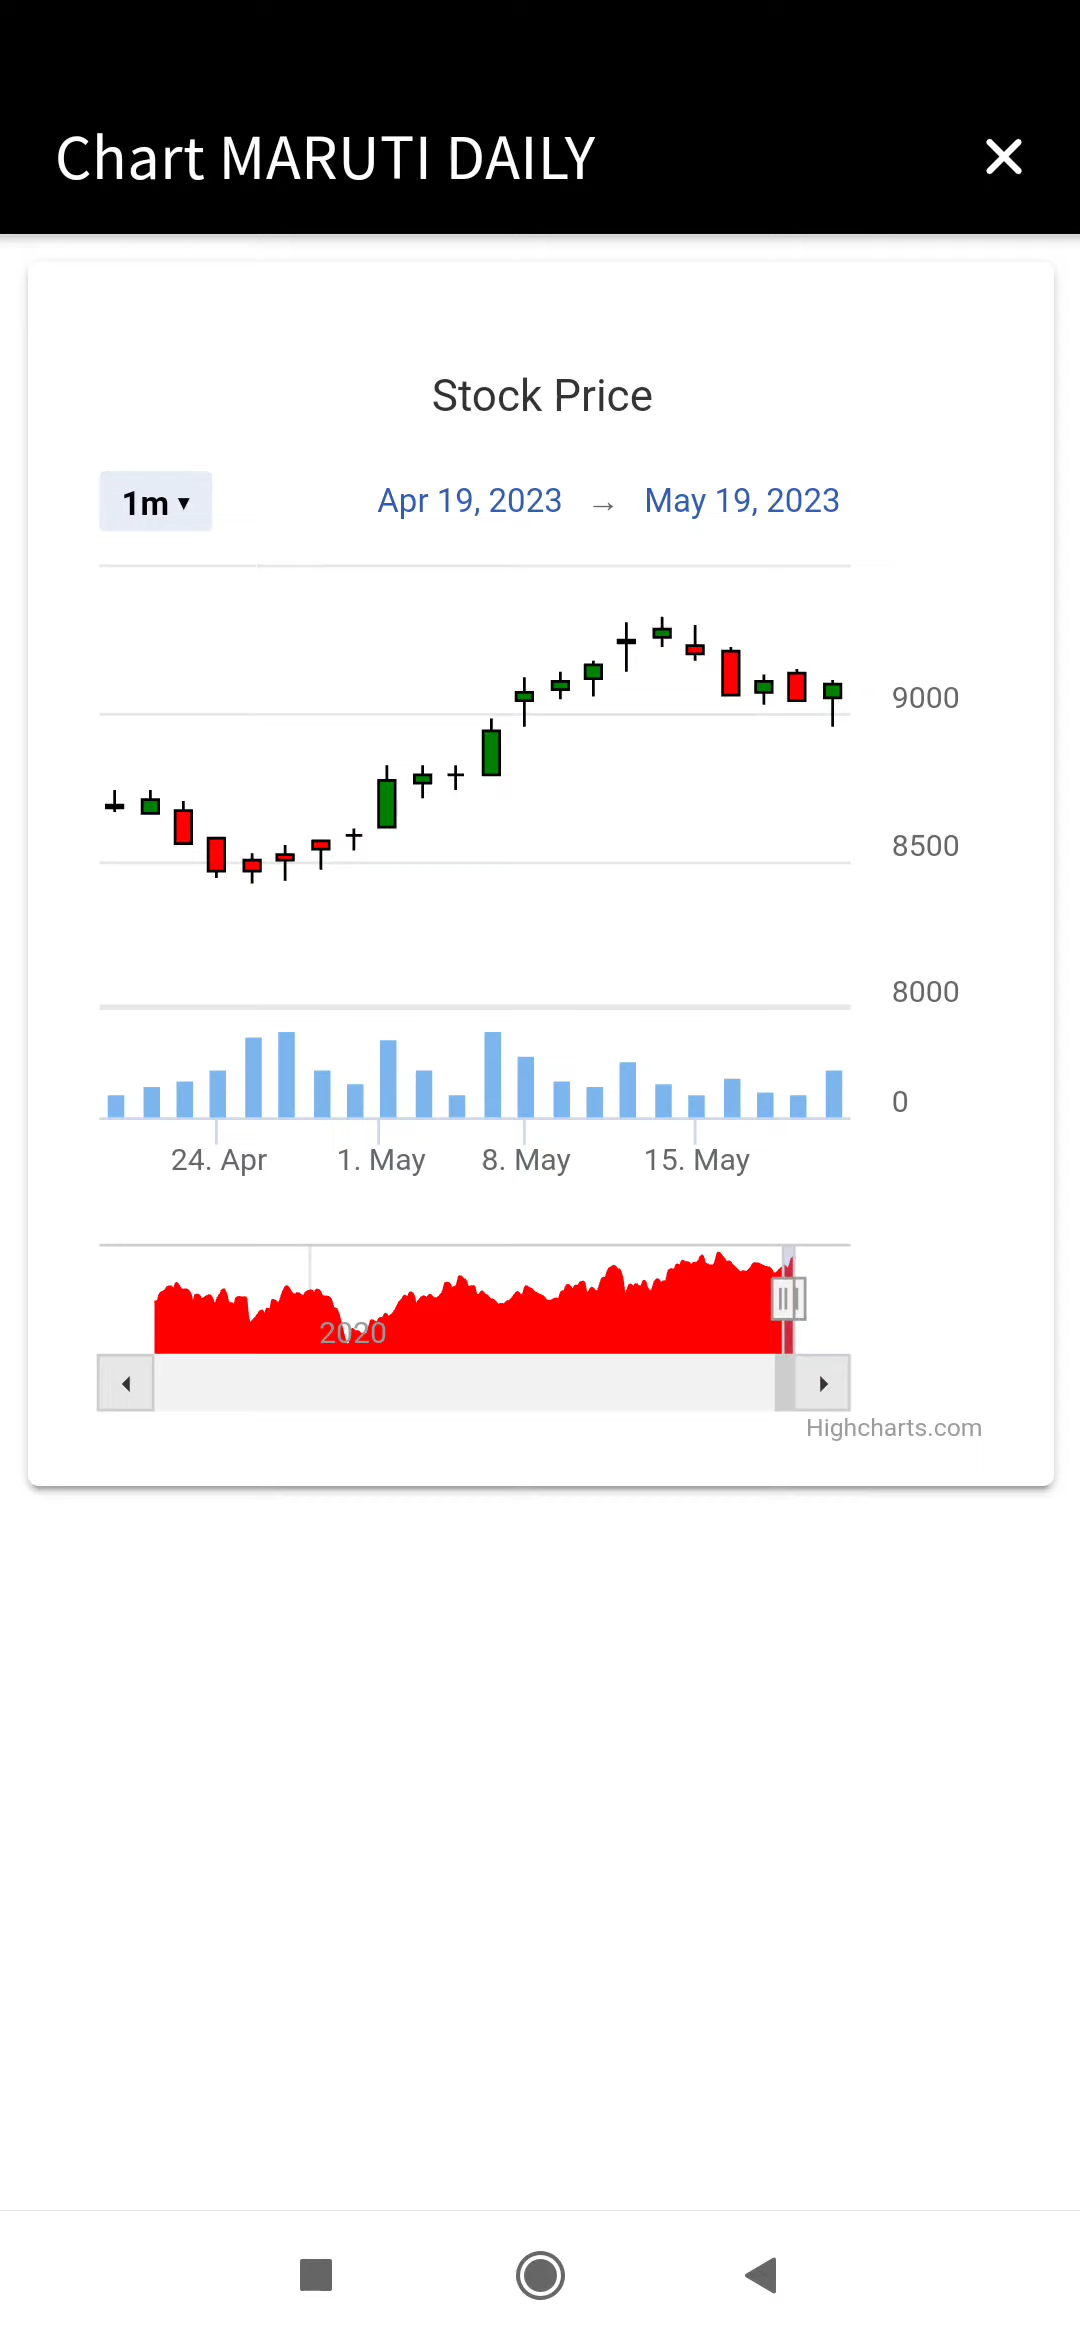 Chart MARUTI DAILY
Stock Price
1m ▾ Apr 19, 2023 → May 19, 2023
9000
8500
8000
0
24. Apr 1. May 8. May 15. May
2020
Highcharts.com